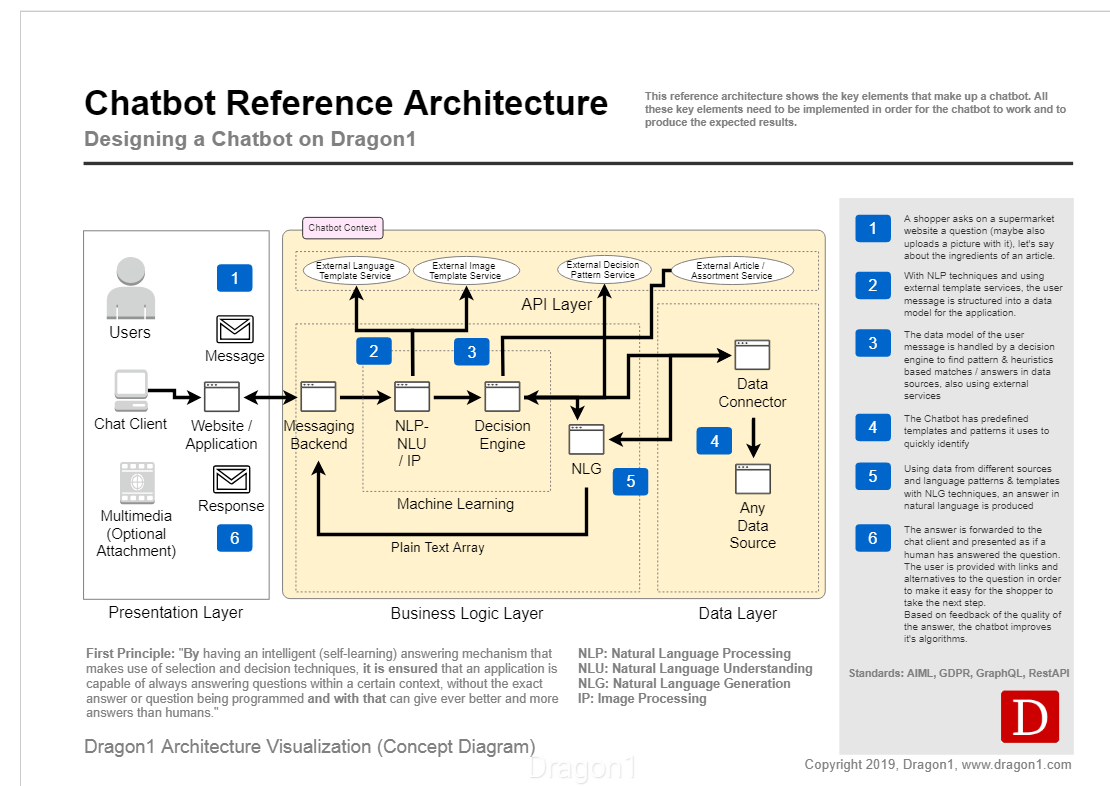 Chatbot Reference Architecture
Designing a Chatbot on Dragon1
This reference architecture shows the key elements that make up a chatbot. All
these key elements need to be implemented in order for the chatbot to work and to
produce the expected results.
Chatbot Context
External Language
Template Service
External Image
Template Service
External Decision
Pattern Service
External Article /
Assortment Service
API Layer
1
Users
Message
2
3
Chat Client
Website /
Application
Messaging
Backend
NLP-
NLU
/ IP
Decision
Engine
NLG
Data
Connector
4
5
Machine Learning
Multimedia
(Optional
Attachment)
Response
6
Any
Data
Source
Plain Text Array
Presentation Layer
Business Logic Layer
Data Layer
1
A shopper asks on a supermarket
website a question (maybe also
uploads a picture with it), let's say
about the ingredients of an article.
2
With NLP techniques and using
external template services, the user
message is structured into a data
model for the application.
3
The data model of the user
message is handled by a decision
engine to find pattern & heuristics
based matches / answers in data
sources, also using external
services
4
The Chatbot has predefined
templates and patterns it uses to
quickly identify
5
Using data from different sources
and language patterns & templates
with NLG techniques, an answer in
natural language is produced
6
The answer is forwarded to the
chat client and presented as if a
human has answered the question.
The user is provided with links and
alternatives to the question in order
to make it easy for the shopper to
take the next step.
Based on feedback of the quality of
the answer, the chatbot improves
it's algorithms.
Standards: AIML, GDPR, GraphQL, RestAPI
D
First Principle: "By having an intelligent (self-learning) answering mechanism that
makes use of selection and decision techniques, it is ensured that an application is
capable of always answering questions within a certain context, without the exact
answer or question being programmed and with that can give ever better and more
answers than humans."
NLP: Natural Language Processing
NLU: Natural Language Understanding
NLG: Natural Language Generation
IP: Image Processing
Dragon1 Architecture Visualization (Concept Diagram)
Dragon1
Copyright 2019, Dragon1, www.dragon1.com